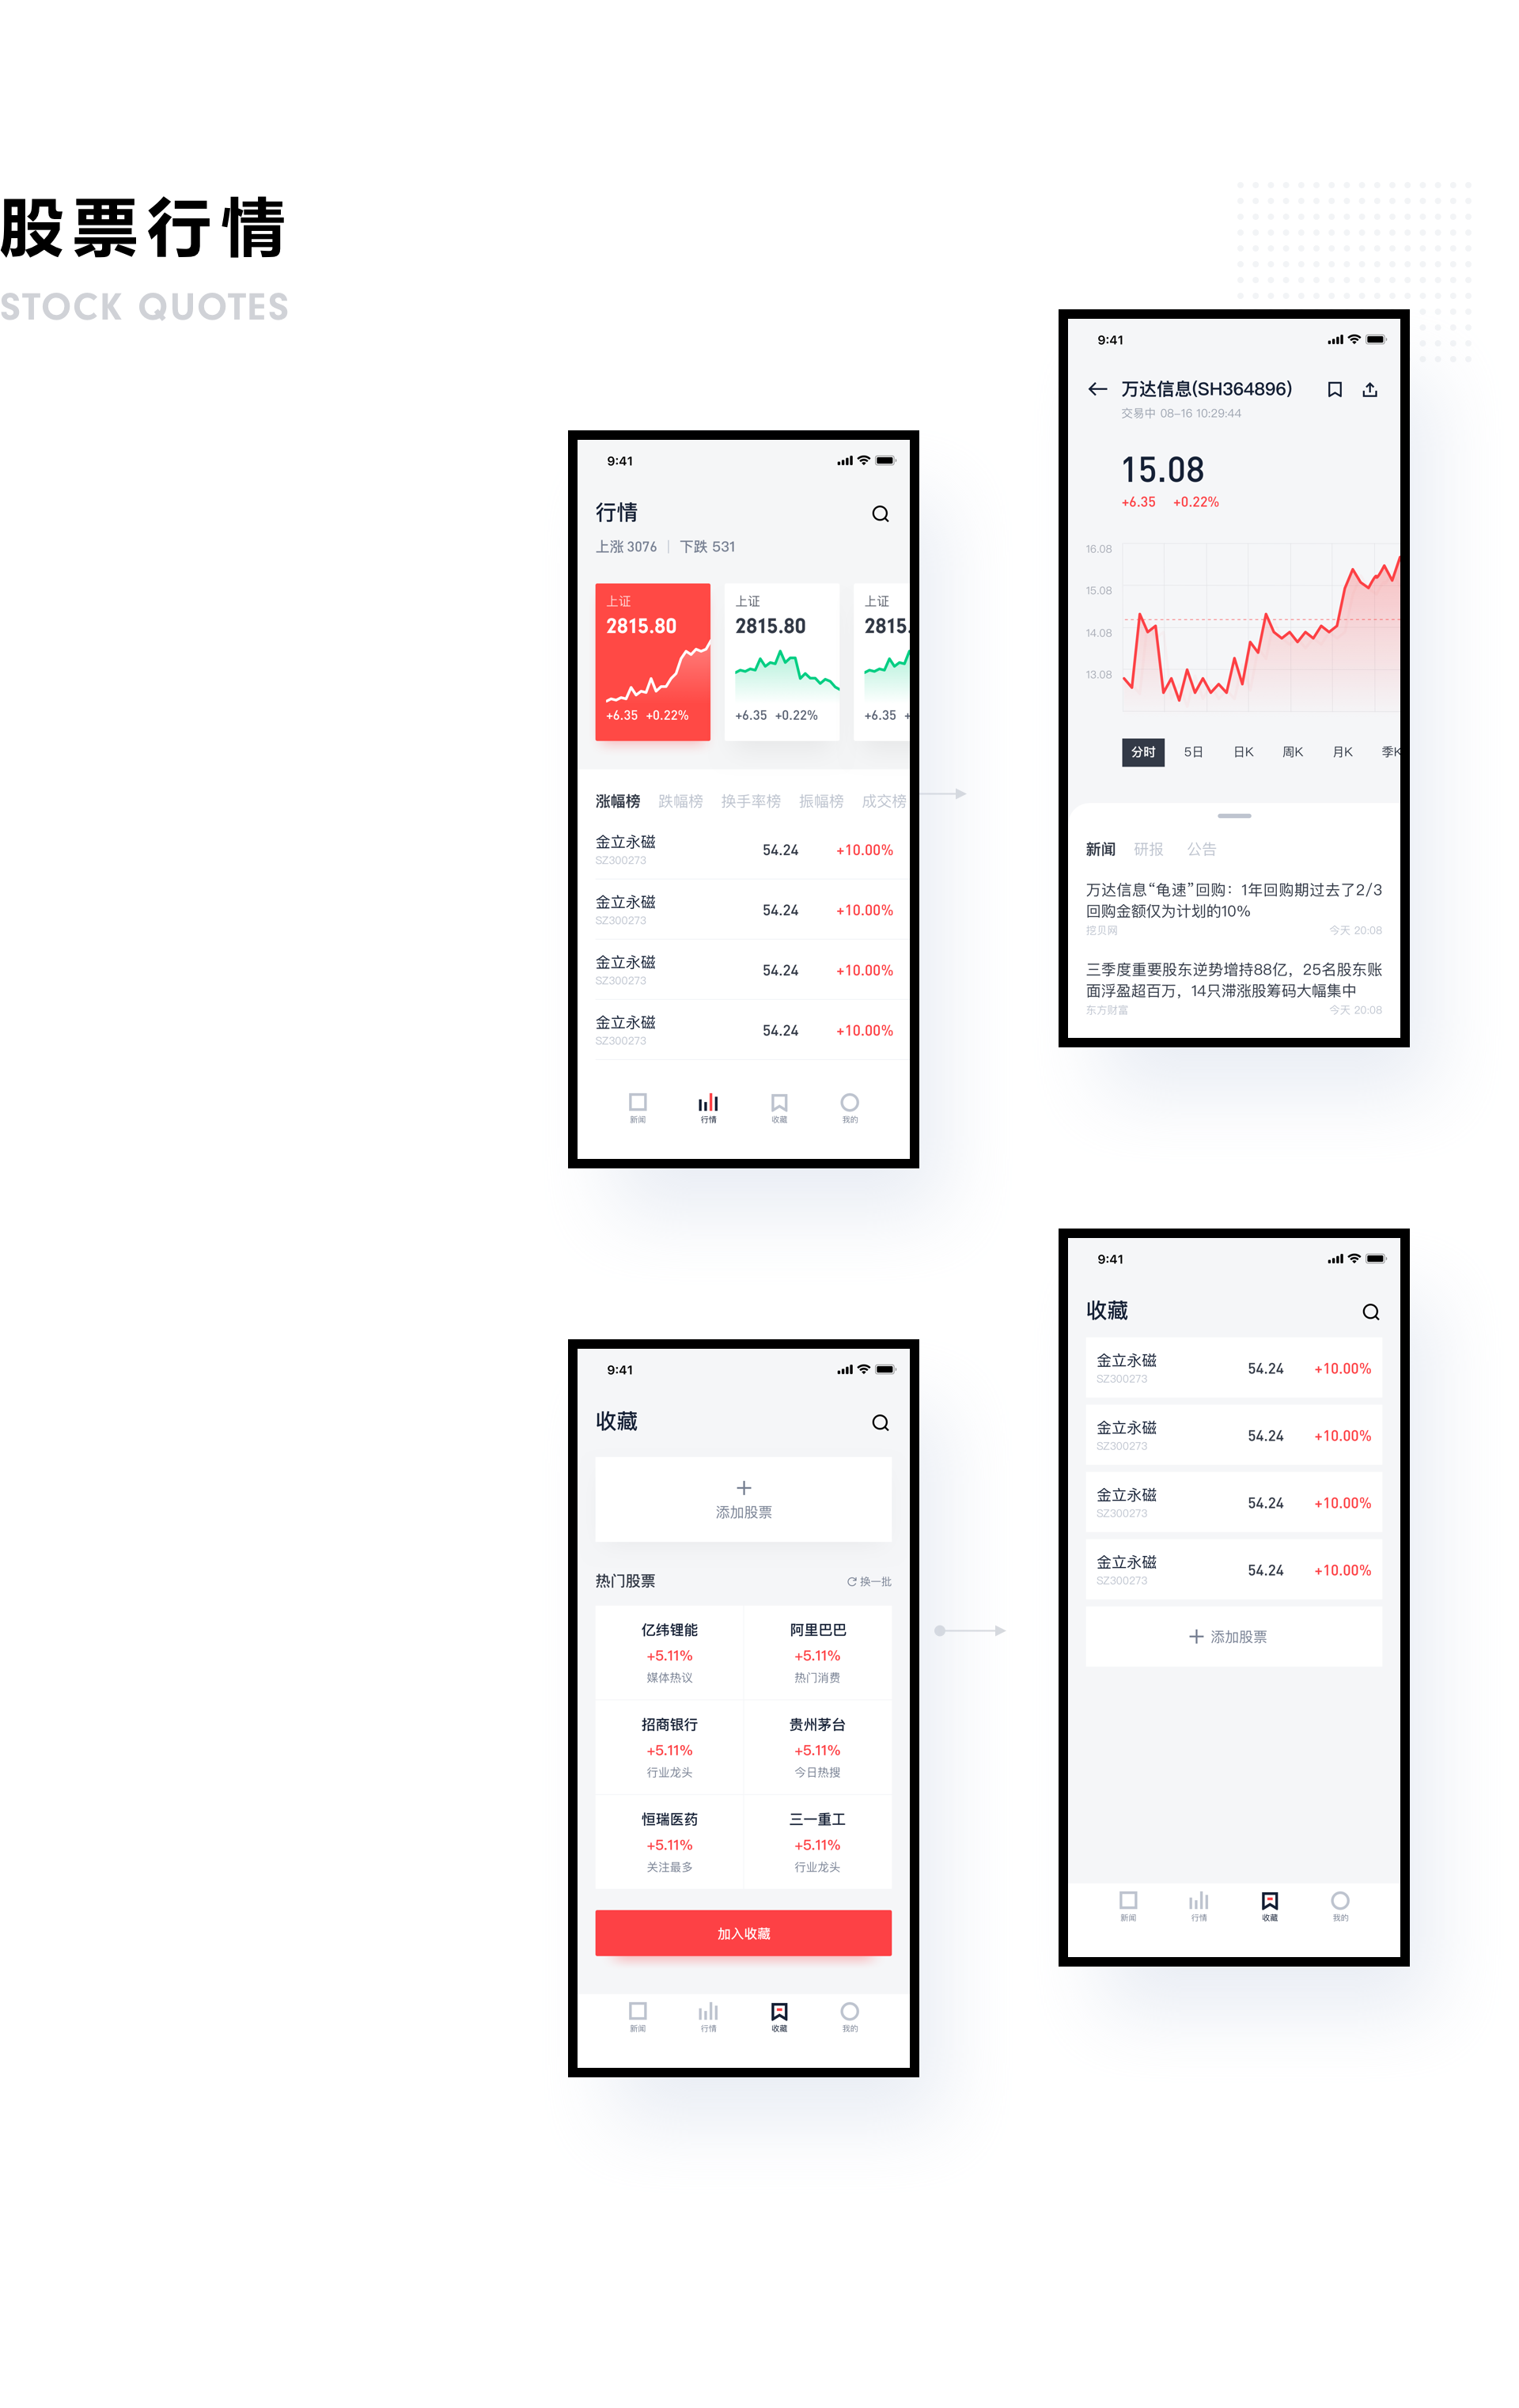 股票行情
STOCK QUOTES
9:41
行情
上涨 3076 | 下跌 531
上证 上证 上证
2815.80 2815.80 2815.
+6.35 +0.22% +6.35 +0.22% +6.35 +
涨幅榜 跌幅榜 换手率榜 振幅榜 成交榜
金立永磁 54.24 +10.00%
SZ300273
金立永磁 54.24 +10.00%
SZ300273
金立永磁 54.24 +10.00%
SZ300273
金立永磁 54.24 +10.00%
SZ300273
新闻 行情 收藏 我的
9:41
万达信息(SH364896)
交易中 08-16 10:29:44
15.08
+6.35 +0.22%
16.08
15.08
14.08
13.08
分时 5日 日K 周K 月K 季K
新闻 研报 公告
万达信息“龟速”回购：1年回购期过去了2/3
回购金额仅为计划的10%
挖贝网 今天 20:08
三季度重要股东逆势增持88亿，25名股东账
面浮盈超百万，14只滞涨股筹码大幅集中
东方财富 今天 20:08
9:41
收藏
添加股票
热门股票 换一批
亿纬锂能 阿里巴巴
+5.11% +5.11%
媒体热议 热门消费
招商银行 贵州茅台
+5.11% +5.11%
行业龙头 今日热搜
恒瑞医药 三一重工
+5.11% +5.11%
关注最多 行业龙头
加入收藏
新闻 行情 收藏 我的
9:41
收藏
金立永磁 54.24 +10.00%
SZ300273
金立永磁 54.24 +10.00%
SZ300273
金立永磁 54.24 +10.00%
SZ300273
金立永磁 54.24 +10.00%
SZ300273
添加股票
新闻 行情 收藏 我的